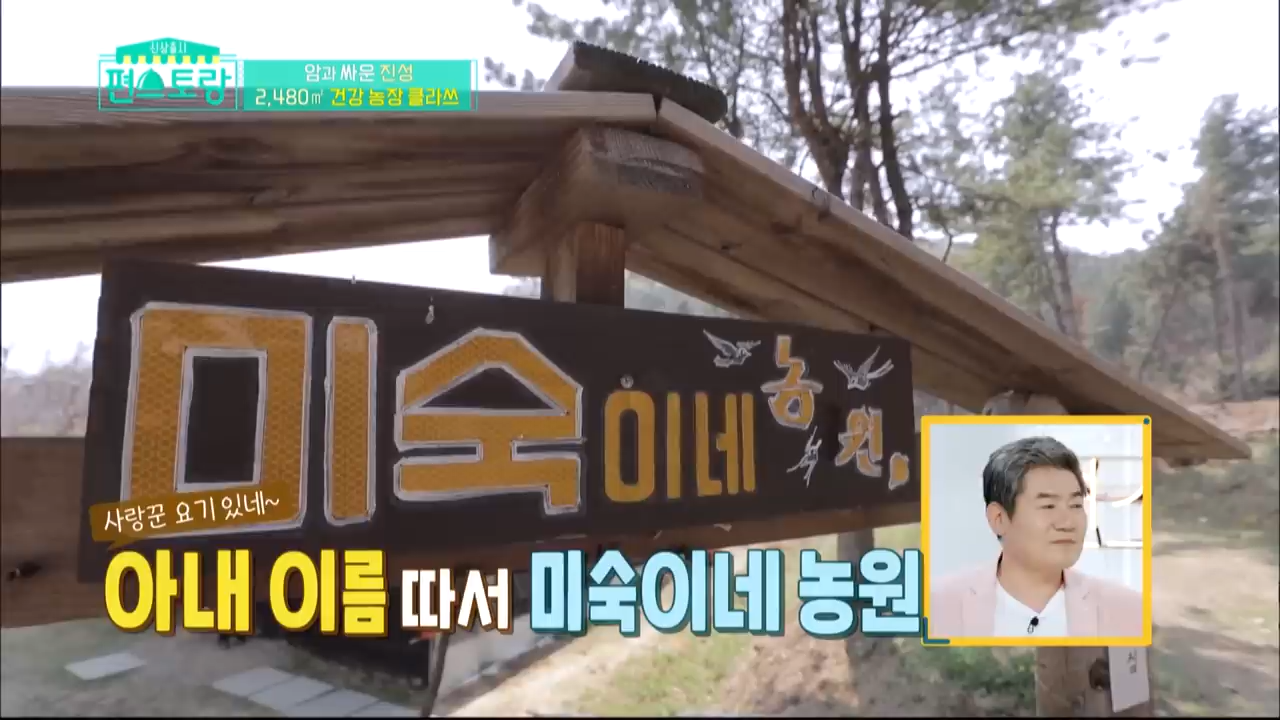 신상출시
편스토랑
암과 싸운 진성
2,480㎡ 건강 농장 클라쓰
미숙이네 농원
사랑꾼 요기 있네~
아내 이름 따서 미숙이네 농원